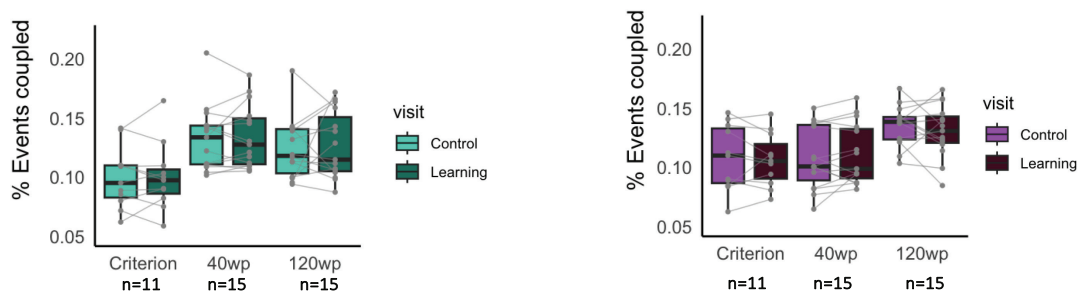 % Events coupled
0.20
0.15
0.10
0.05
Criterion
40wp
120wp
n=11
n=15
n=15
visit
Control
Learning
% Events coupled
0.20
0.15
0.10
0.05
Criterion
40wp
120wp
n=11
n=15
n=15
visit
Control
Learning